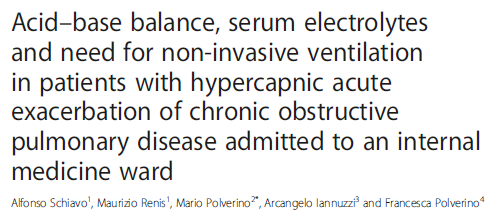 Acid–base balance, serum electrolytes
and need for non-invasive ventilation
in patients with hypercapnic acute
exacerbation of chronic obstructive
pulmonary disease admitted to an internal
medicine ward
Alfonso Schiavo¹, Maurizio Renis¹, Mario Polverino²*, Arcangelo Iannuzzi³ and Francesca Polverino⁴